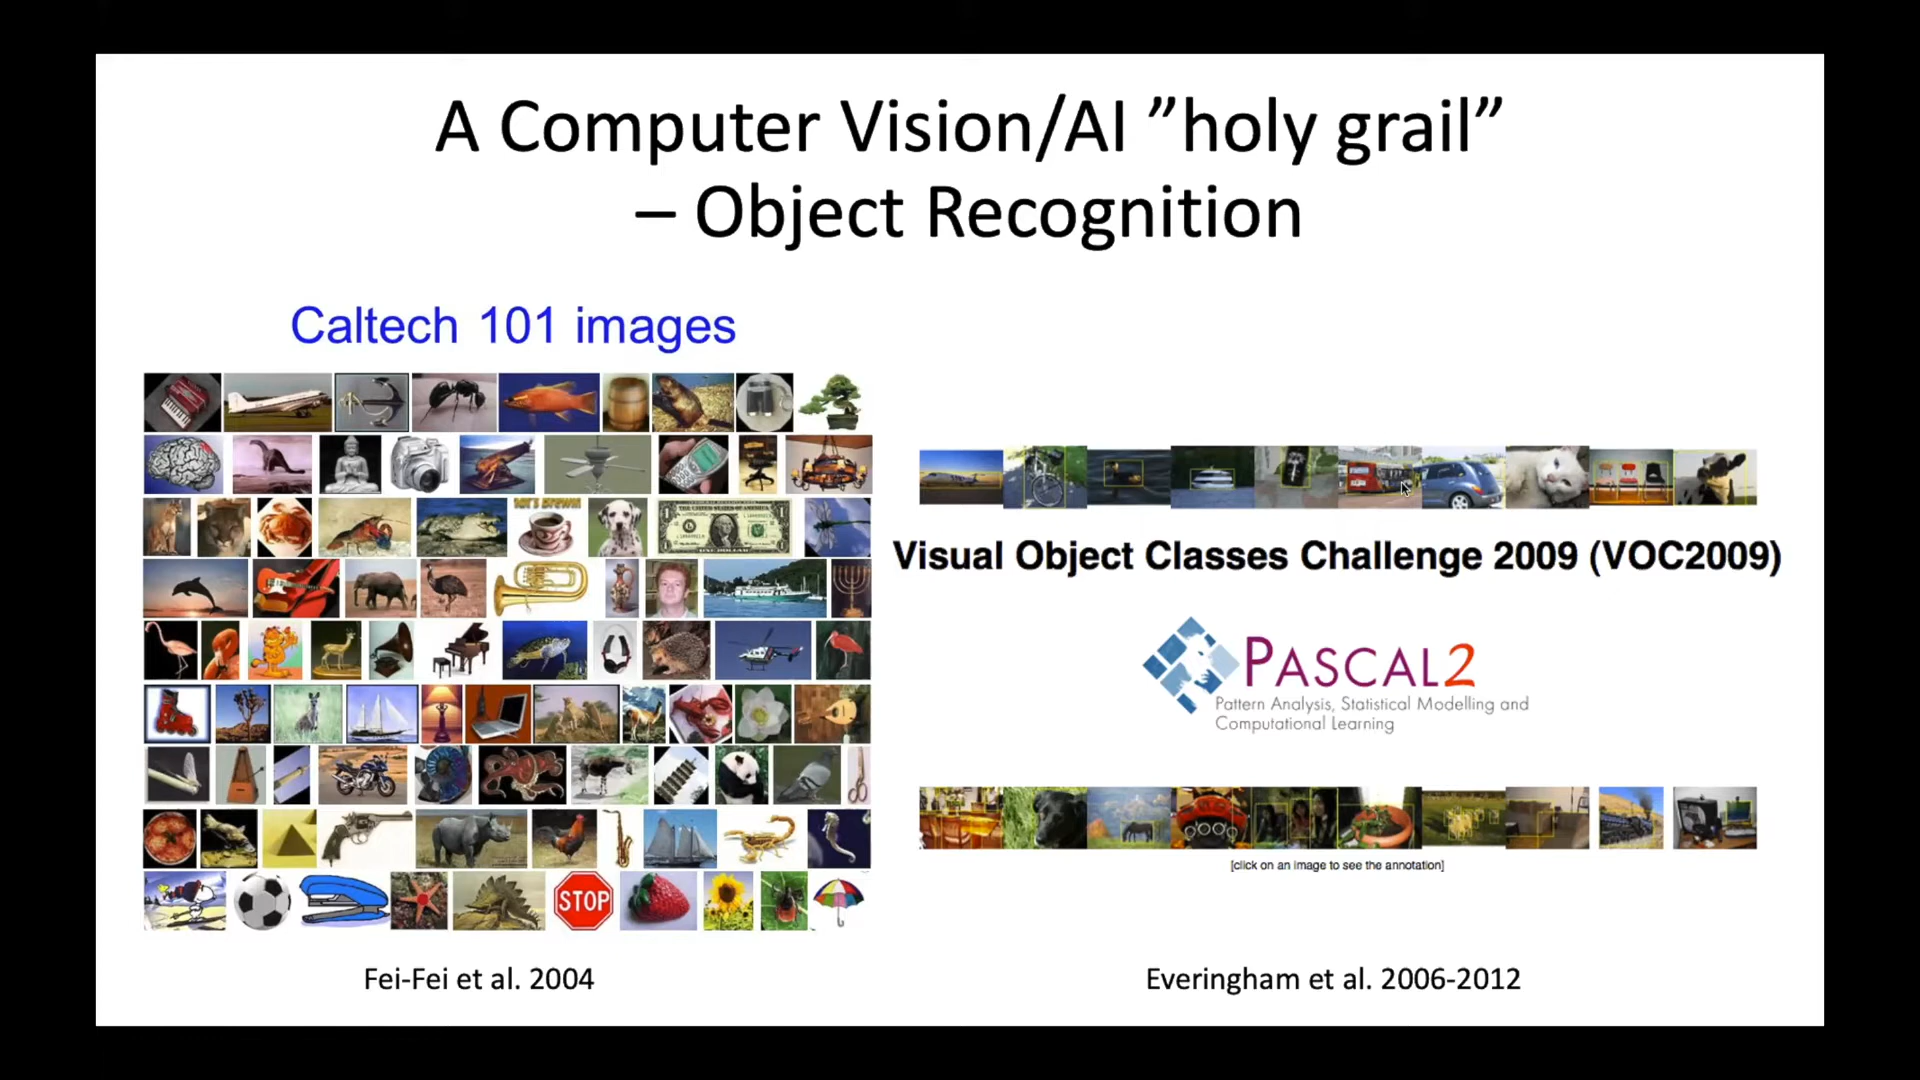 A Computer Vision/AI ”holy grail”
– Object Recognition
Caltech 101 images
STOP
Fei-Fei et al. 2004
Visual Object Classes Challenge 2009 (VOC2009)
PASCAL2
Pattern Analysis, Statistical Modelling and
Computational Learning
[click on an image to see the annotation]
Everingham et al. 2006-2012